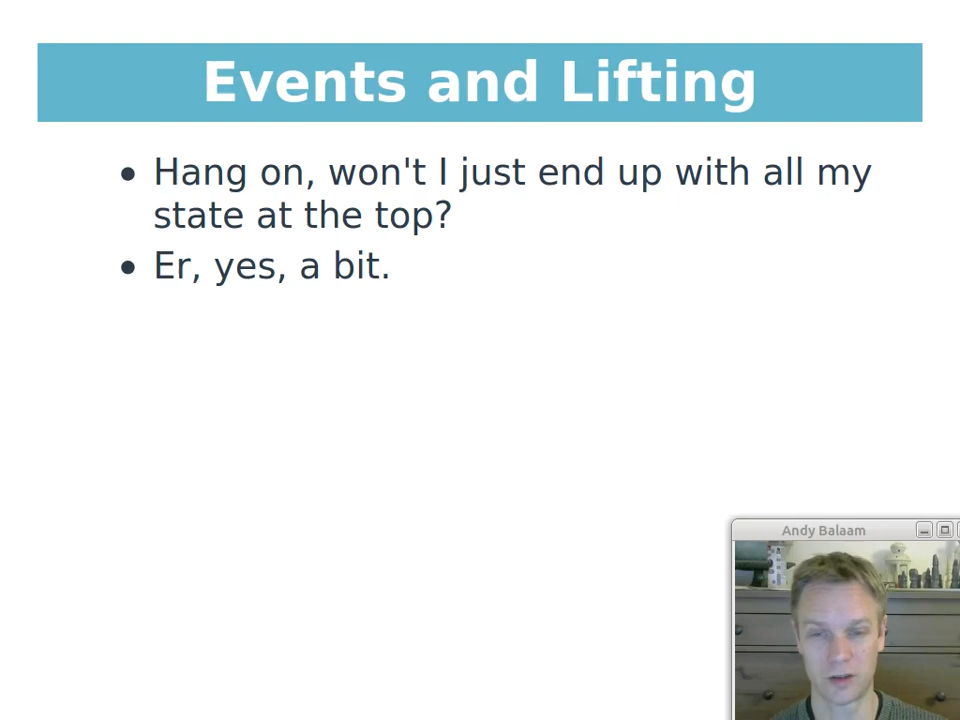 Events and Lifting
• Hang on, won't I just end up with all my
state at the top?
• Er, yes, a bit.
Andy Balaam